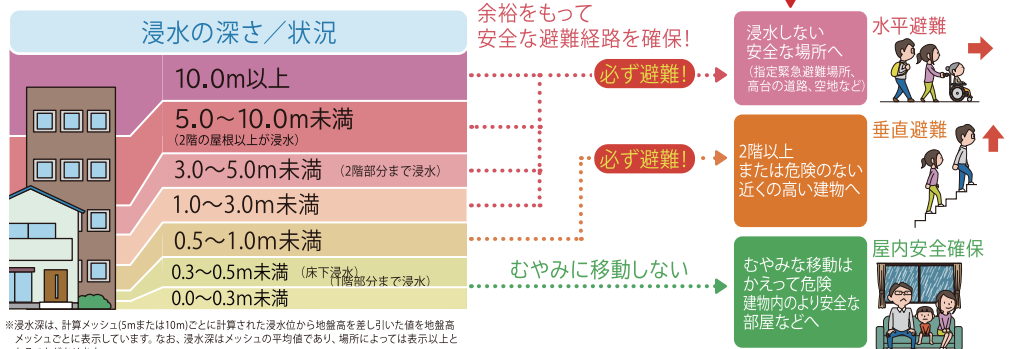 浸水の深さ／状況
10.0m以上
5.0～10.0m未満
(2階の屋根以上が浸水)
3.0～5.0m未満 (2階部分まで浸水)
1.0～3.0m未満
0.5～1.0m未満
0.3～0.5m未満 (床下浸水)
(1階部分まで浸水)
0.0～0.3m未満
※浸水深は、計算メッシュ(5mまたは10m)ごとに計算された浸水位から地盤高を差し引いた値を地盤高
メッシュごとに表示しています。なお、浸水深はメッシュの平均値であり、場所によっては表示以上と
余裕をもって
安全な避難経路を確保!
必ず避難!
必ず避難!
むやみに移動しない
浸水しない
安全な場所へ
(指定緊急避難場所、
高台の道路、空地など)
水平避難
2階以上
または危険のない
近くの高い建物へ
垂直避難
むやみな移動は
かえって危険
建物内のより安全な
部屋などへ
屋内安全確保